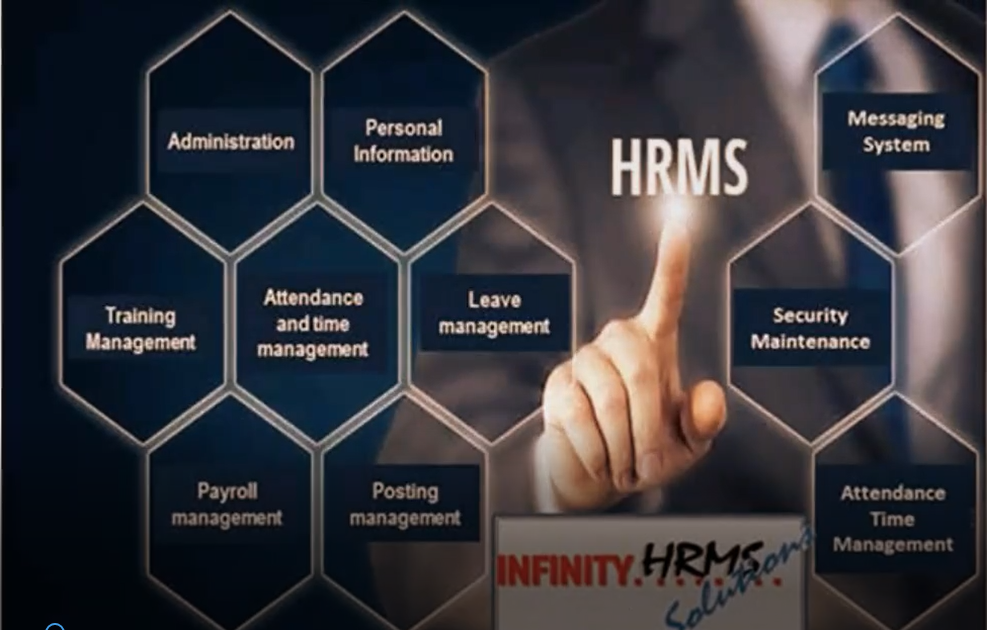 Administration
Personal
Information
HRMS
Messaging
System
Training
Management
Attendance
and time
management
Leave
management
Security
Maintenance
Payroll
management
Posting
management
Attendance
Time
Management
INFINITY.HRMS
Solutions